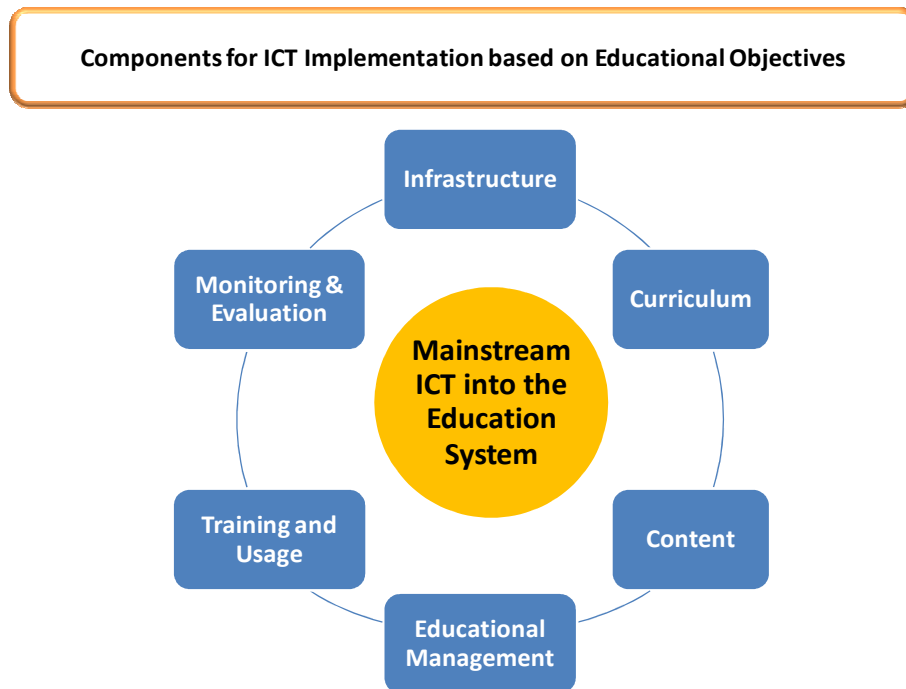 Components for ICT Implementation based on Educational Objectives
Infrastructure
Monitoring &
Evaluation
Curriculum
Mainstream
ICT into the
Education
System
Training and
Usage
Content
Educational
Management